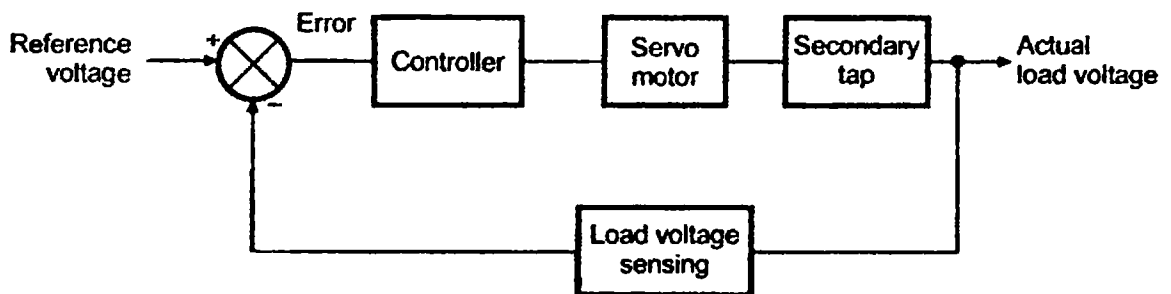 Reference
voltage
+
−
Error
Controller
Servo
motor
Secondary
tap
Actual
load voltage
Load voltage
sensing